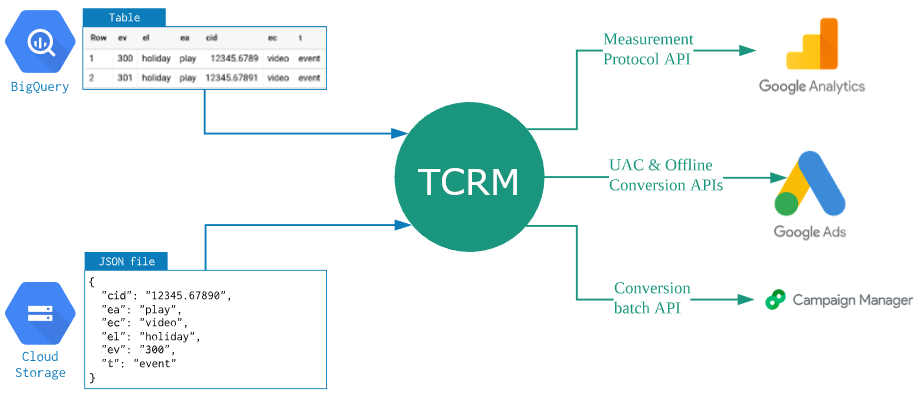 Table
Row ev el ea cid ec t
1 300 holiday play 12345.6789 video event
2 301 holiday play 12345.67891 video event
BigQuery
JSON file
{
"cid": "12345.67890",
"ea": "play",
"ec": "video",
"el": "holiday",
"ev": "300",
"t": "event"
}
Cloud
Storage
TCRM
Measurement
Protocol API
Google Analytics
UAC & Offline
Conversion APIs
Google Ads
Conversion
batch API
Campaign Manager